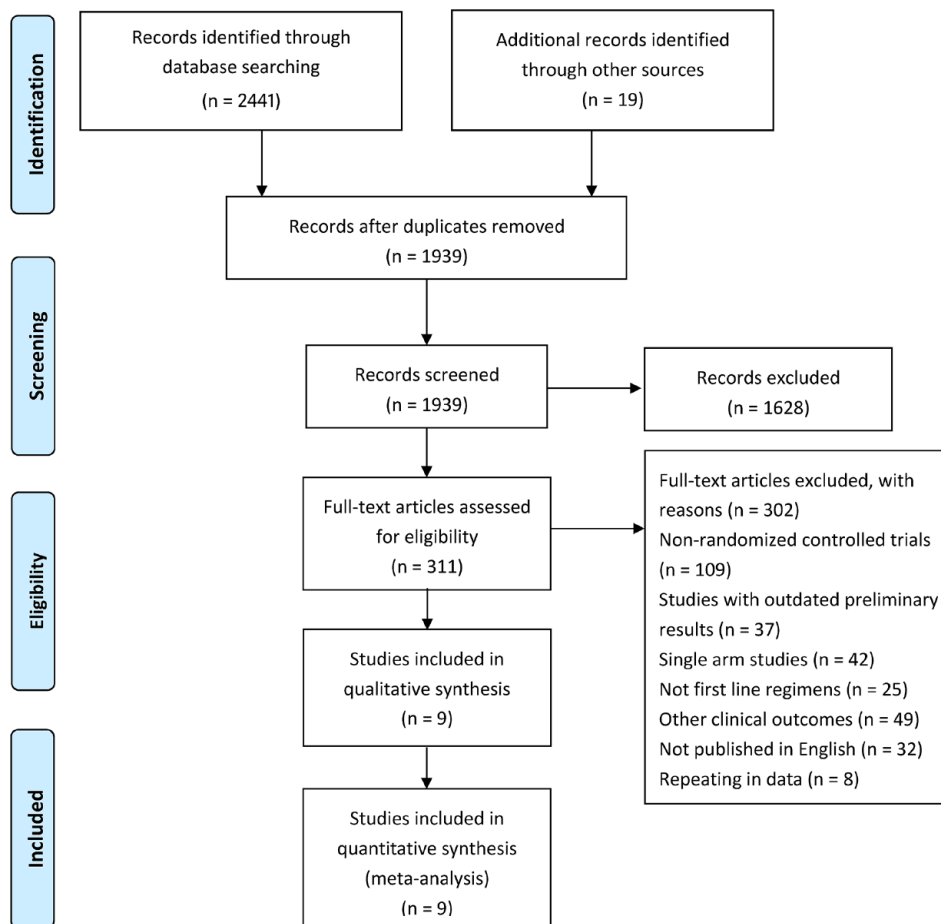 Identification
Records identified through
database searching
(n = 2441)
Additional records identified
through other sources
(n = 19)
Records after duplicates removed
(n = 1939)
Screening
Records screened
(n = 1939)
Records excluded
(n = 1628)
Eligibility
Full-text articles assessed
for eligibility
(n = 311)
Full-text articles excluded, with
reasons (n = 302)
Non-randomized controlled trials
(n = 109)
Studies with outdated preliminary
results (n = 37)
Single arm studies (n = 42)
Not first line regimens (n = 25)
Other clinical outcomes (n = 49)
Not published in English (n = 32)
Repeating in data (n = 8)
Studies included in
qualitative synthesis
(n = 9)
Included
Studies included in
quantitative synthesis
(meta-analysis)
(n = 9)